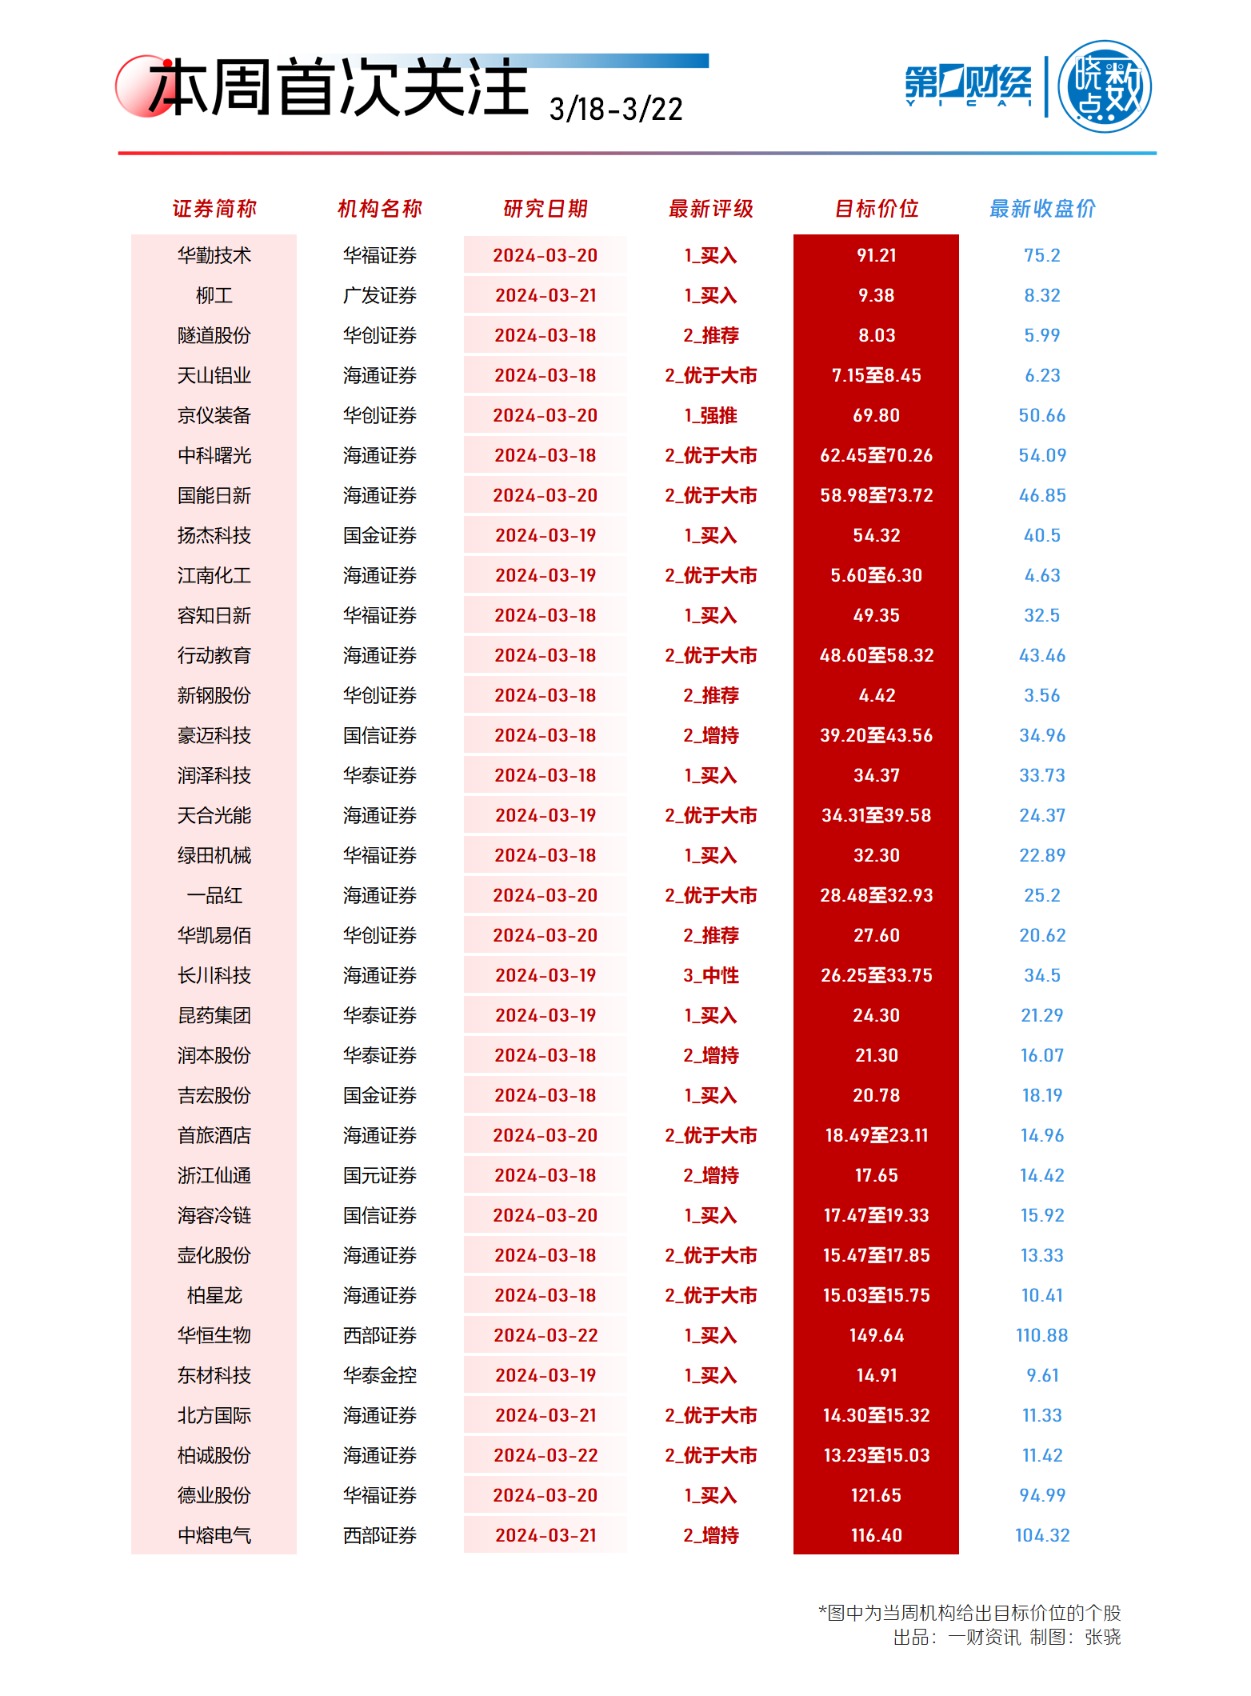 本周首次关注 3/18-3/22
第一财经
YICAI
晓数点
证券简称 机构名称 研究日期 最新评级 目标价位 最新收盘价
华勤技术 华福证券 2024-03-20 1_买入 91.21 75.2
柳工 广发证券 2024-03-21 1_买入 9.38 8.32
隧道股份 华创证券 2024-03-18 2_推荐 8.03 5.99
天山铝业 海通证券 2024-03-18 2_优于大市 7.15至8.45 6.23
京仪装备 华创证券 2024-03-20 1_强推 69.80 50.66
中科曙光 海通证券 2024-03-18 2_优于大市 62.45至70.26 54.09
国能日新 海通证券 2024-03-20 2_优于大市 58.98至73.72 46.85
扬杰科技 国金证券 2024-03-19 1_买入 54.32 40.5
江南化工 海通证券 2024-03-19 2_优于大市 5.60至6.30 4.63
容知日新 华福证券 2024-03-18 1_买入 49.35 32.5
行动教育 海通证券 2024-03-18 2_优于大市 48.60至58.32 43.46
新钢股份 华创证券 2024-03-18 2_推荐 4.42 3.56
豪迈科技 国信证券 2024-03-18 2_增持 39.20至43.56 34.96
润泽科技 华泰证券 2024-03-18 1_买入 34.37 33.73
天合光能 海通证券 2024-03-19 2_优于大市 34.31至39.58 24.37
绿田机械 华福证券 2024-03-18 1_买入 32.30 22.89
一品红 海通证券 2024-03-20 2_优于大市 28.48至32.93 25.2
华凯易佰 华创证券 2024-03-20 2_推荐 27.60 20.62
长川科技 海通证券 2024-03-19 3_中性 26.25至33.75 34.5
昆药集团 华泰证券 2024-03-19 1_买入 24.30 21.29
润本股份 华泰证券 2024-03-18 2_增持 21.30 16.07
吉宏股份 国金证券 2024-03-18 1_买入 20.78 18.19
首旅酒店 海通证券 2024-03-20 2_优于大市 18.49至23.11 14.96
浙江仙通 国元证券 2024-03-18 2_增持 17.65 14.42
海容冷链 国信证券 2024-03-20 1_买入 17.47至19.33 15.92
壶化股份 海通证券 2024-03-18 2_优于大市 15.47至17.85 13.33
柏星龙 海通证券 2024-03-18 2_优于大市 15.03至15.75 10.41
华恒生物 西部证券 2024-03-22 1_买入 149.64 110.88
东材科技 华泰金控 2024-03-19 1_买入 14.91 9.61
北方国际 海通证券 2024-03-21 2_优于大市 14.30至15.32 11.33
柏诚股份 海通证券 2024-03-22 2_优于大市 13.23至15.03 11.42
德业股份 华福证券 2024-03-20 1_买入 121.65 94.99
中熔电气 西部证券 2024-03-21 2_增持 116.40 104.32
*图中为当周机构给出目标价位的个股
出品：一财资讯 制图：张骁